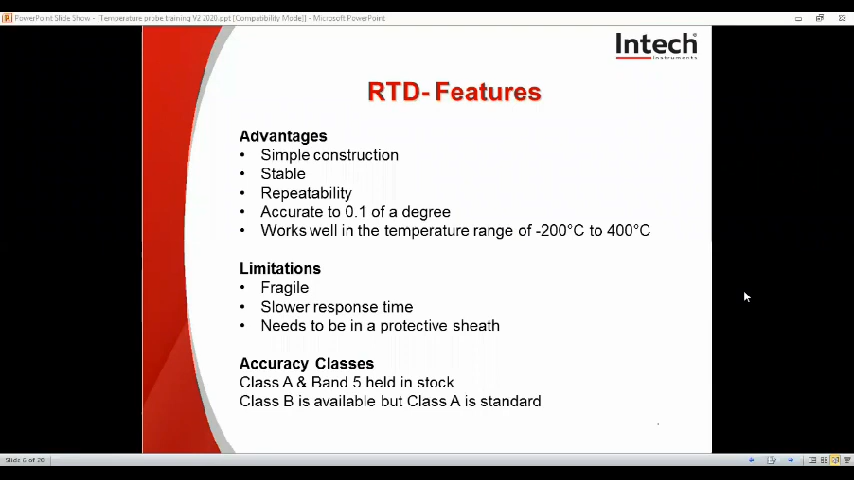 PowerPoint Slide Show - Temperature probe training V2 2020.ppt [Compatibility Mode]] - Microsoft PowerPoint
Intech
Instruments
RTD- Features
Advantages
• Simple construction
• Stable
• Repeatability
• Accurate to 0.1 of a degree
• Works well in the temperature range of -200°C to 400°C
Limitations
• Fragile
• Slower response time
• Needs to be in a protective sheath
Accuracy Classes
Class A & Band 5 held in stock
Class B is available but Class A is standard
Slide 6 of 20